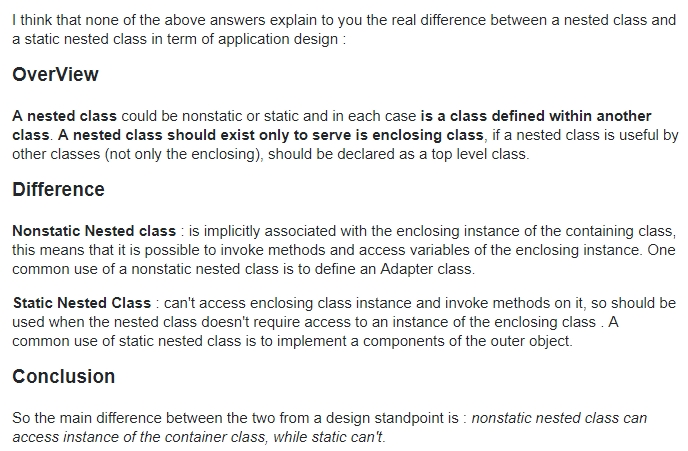 I think that none of the above answers explain to you the real difference between a nested class and
a static nested class in term of application design :
OverView
A nested class could be nonstatic or static and in each case is a class defined within another
class. A nested class should exist only to serve is enclosing class, if a nested class is useful by
other classes (not only the enclosing), should be declared as a top level class.
Difference
Nonstatic Nested class : is implicitly associated with the enclosing instance of the containing class,
this means that it is possible to invoke methods and access variables of the enclosing instance. One
common use of a nonstatic nested class is to define an Adapter class.
Static Nested Class : can't access enclosing class instance and invoke methods on it, so should be
used when the nested class doesn't require access to an instance of the enclosing class . A
common use of static nested class is to implement a components of the outer object.
Conclusion
So the main difference between the two from a design standpoint is : nonstatic nested class can
access instance of the container class, while static can't.